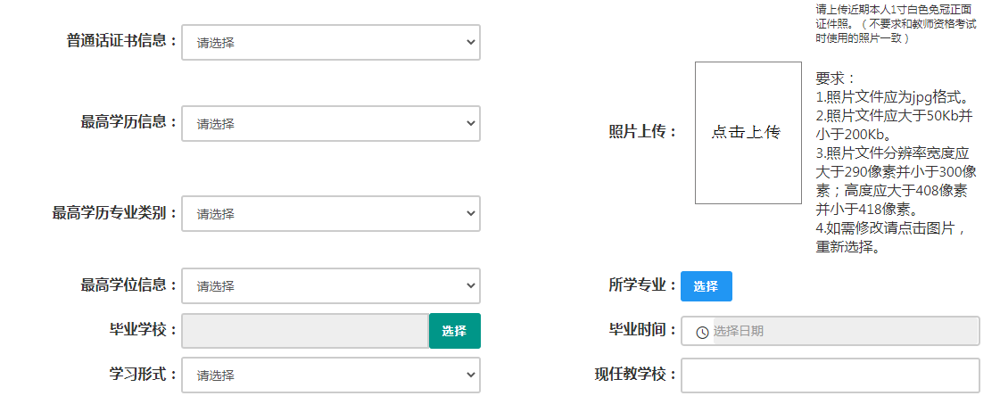 请上传近期本人1寸白色免冠正面
证件照。（不要求和教师资格考试
时使用的照片一致）
普通话证书信息：
请选择
要求：
1.照片文件应为jpg格式。
2.照片文件应大于50Kb并
小于200Kb。
3.照片文件分辨率宽度应
大于290像素并小于300像
素；高度应大于408像素
并小于418像素。
4.如需修改请点击图片，
重新选择。
最高学历信息：
请选择
照片上传：
点击上传
最高学历专业类别：
请选择
最高学位信息：
请选择
所学专业：
选择
毕业学校：
选择
毕业时间：
选择日期
学习形式：
请选择
现任教学校：